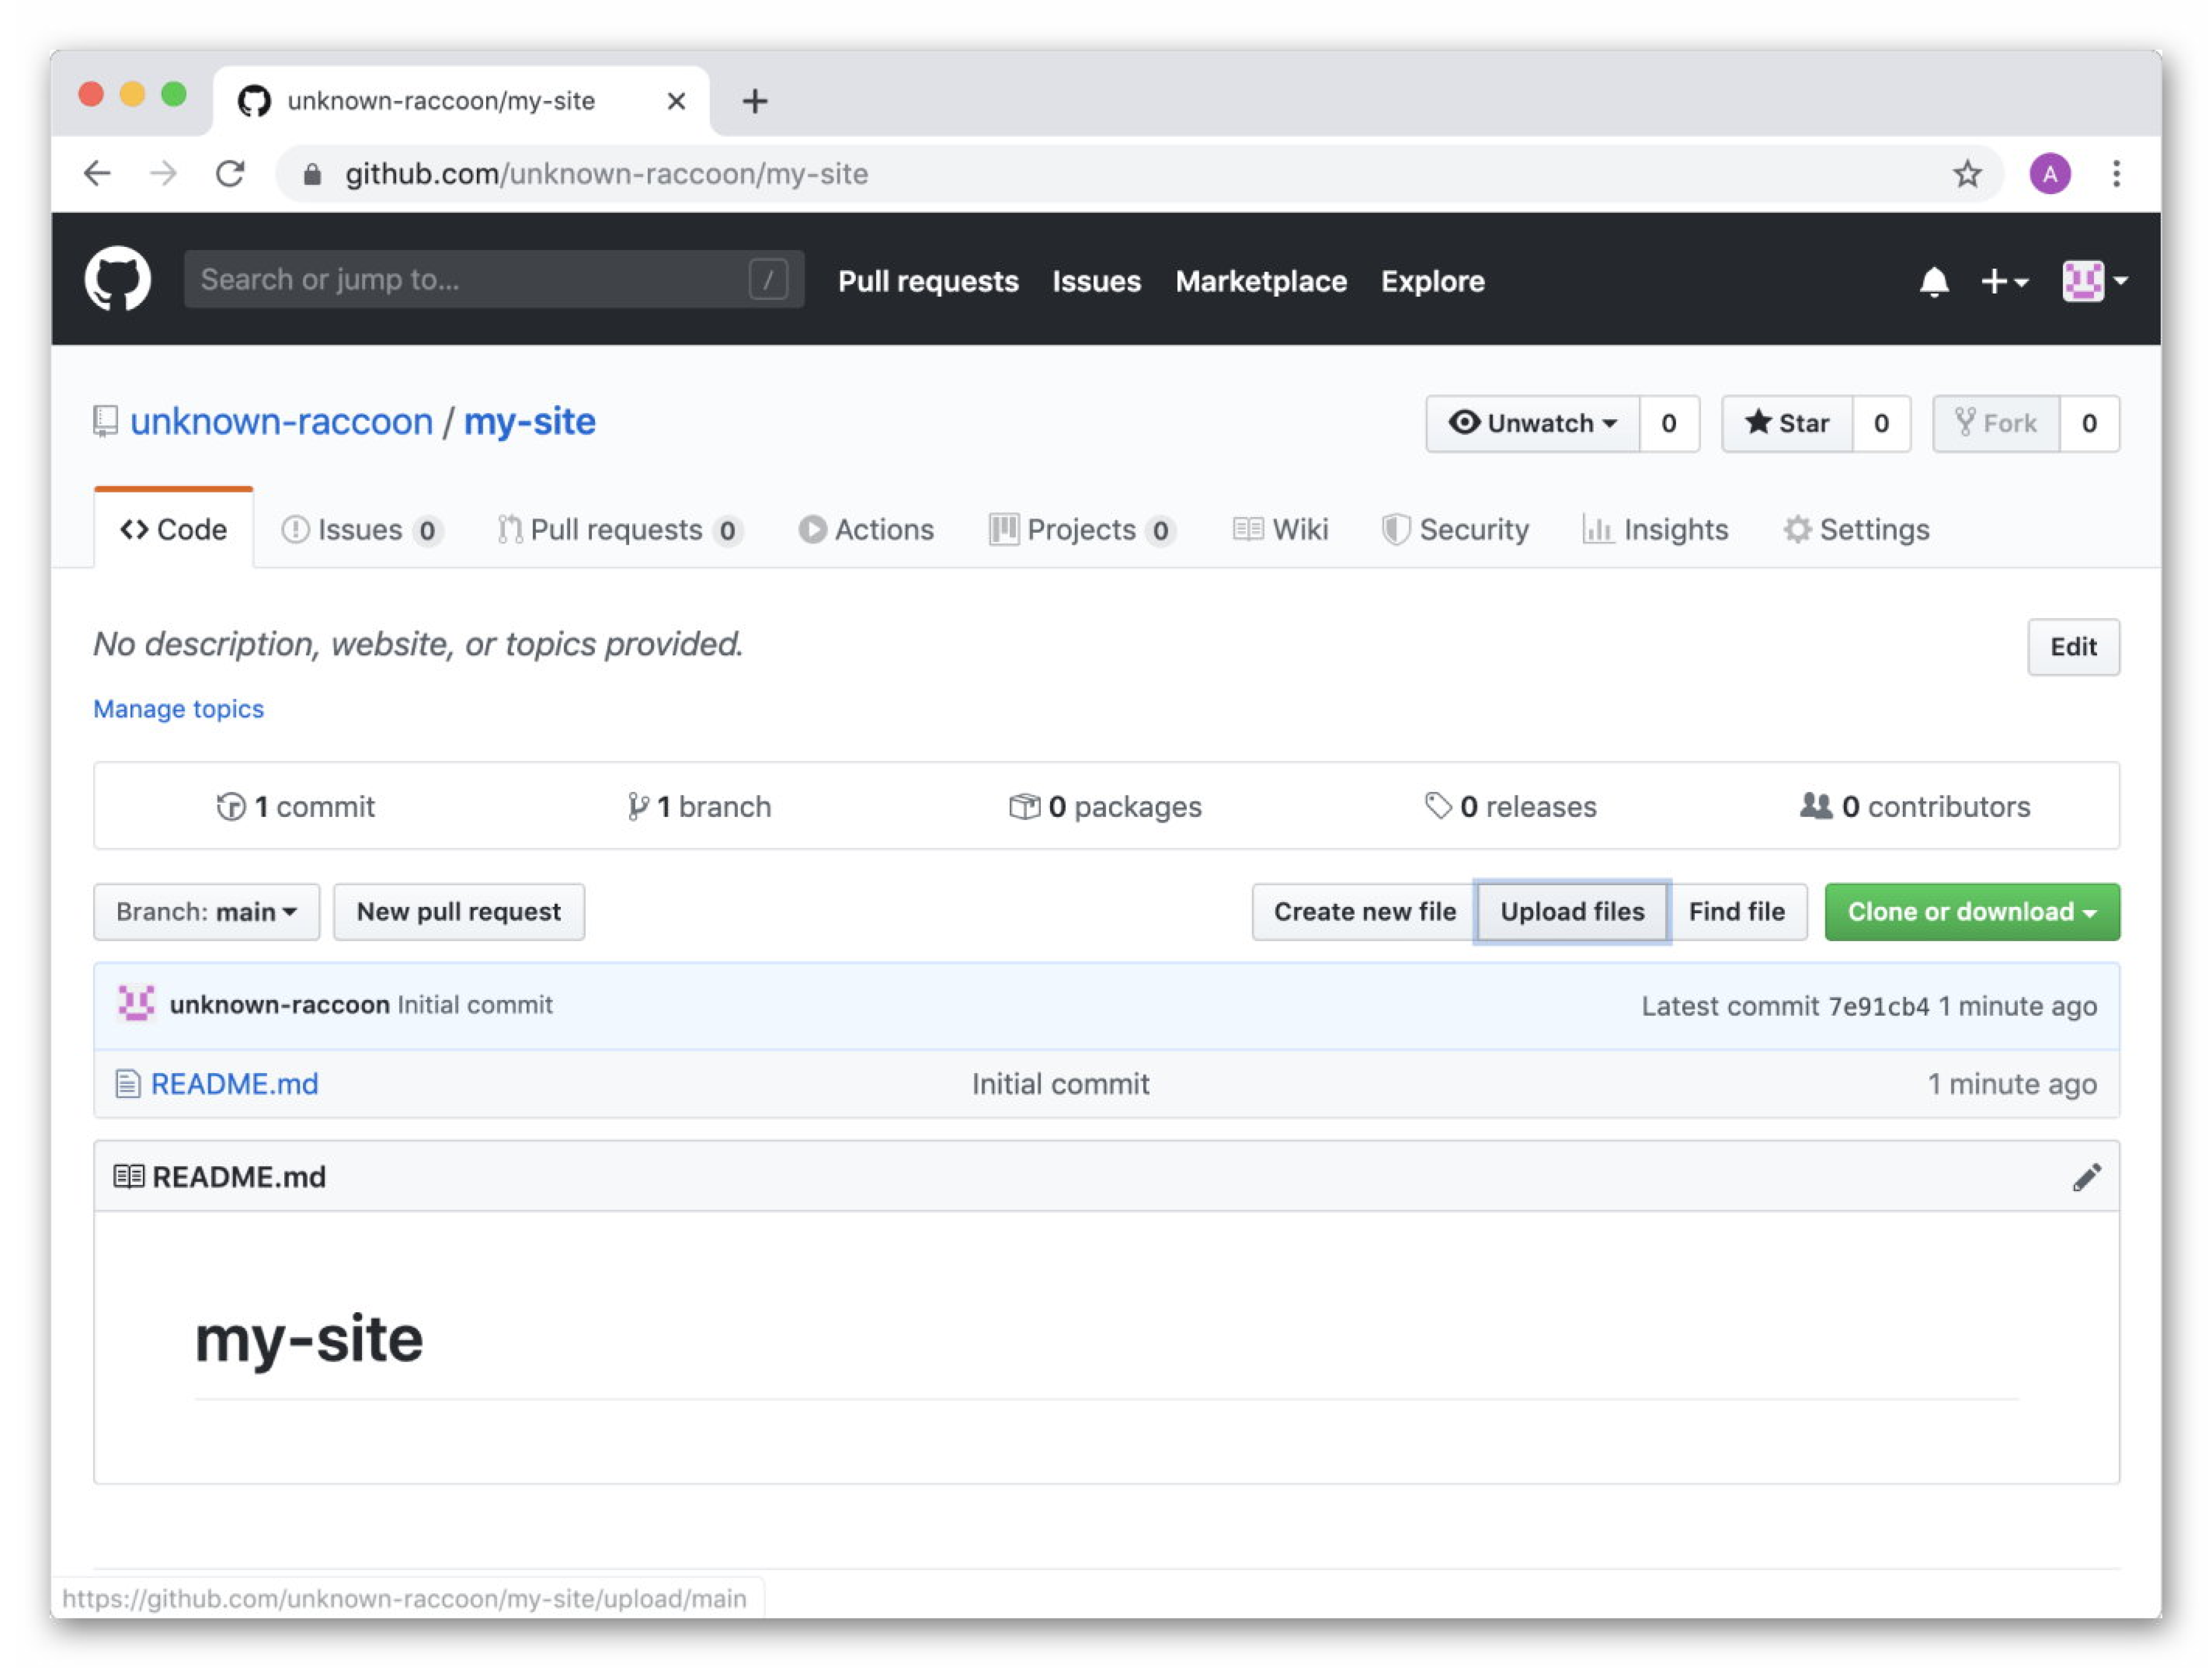 unknown-raccoon/my-site
github.com/unknown-raccoon/my-site
A
Search or jump to... / Pull requests Issues Marketplace Explore
unknown-raccoon / my-site Unwatch 0 Star 0 Fork 0
Code Issues 0 Pull requests 0 Actions Projects 0 Wiki Security Insights Settings
No description, website, or topics provided. Edit
Manage topics
1 commit 1 branch 0 packages 0 releases 0 contributors
Branch: main New pull request Create new file Upload files Find file Clone or download
unknown-raccoon Initial commit Latest commit 7e91cb4 1 minute ago
README.md Initial commit 1 minute ago
README.md
my-site
https://github.com/unknown-raccoon/my-site/upload/main